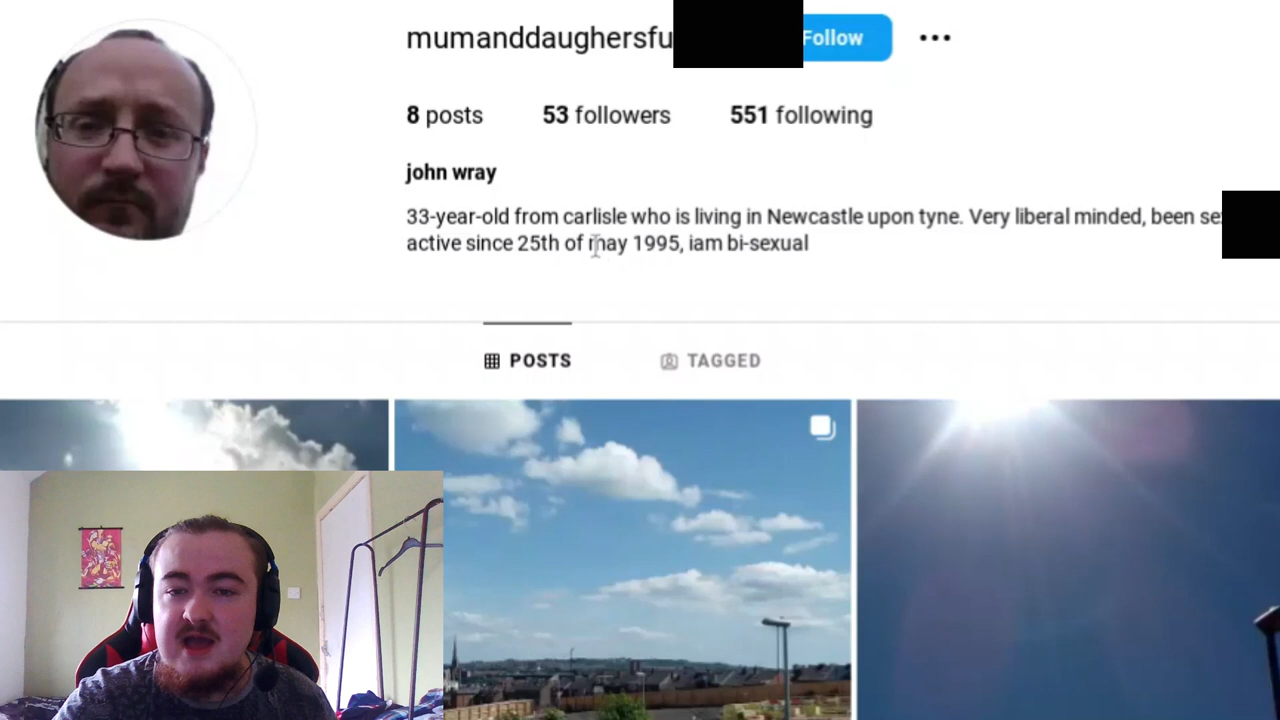 mumanddaughersfu
Follow
8 posts 53 followers 551 following
john wray
33-year-old from carlisle who is living in Newcastle upon tyne. Very liberal minded, been
active since 25th of may 1995, iam bi-sexual
POSTS TAGGED